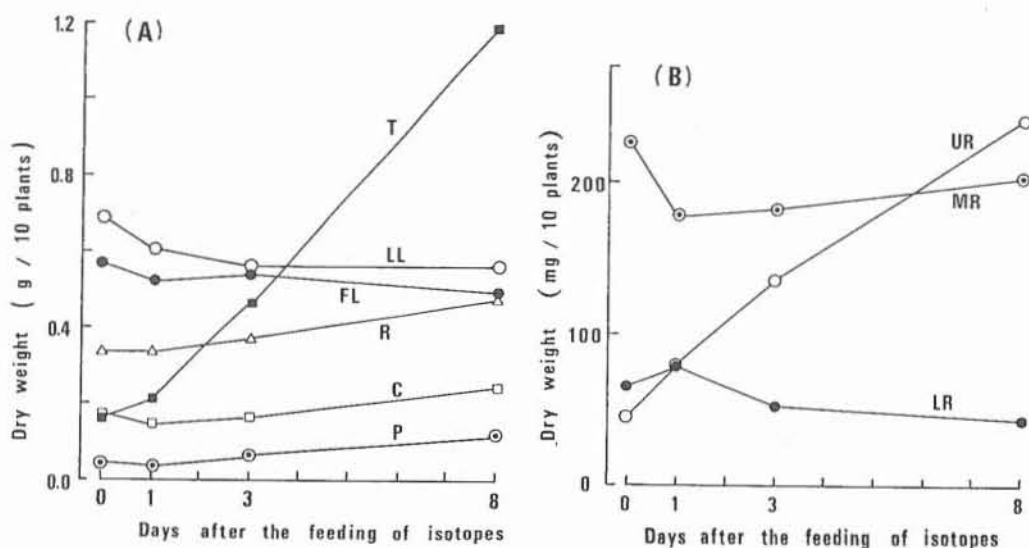 (A)
1.2
0.8
0.4
0.0
Dry weight ( g / 10 plants )
T
LL
FL
R
C
P
0 1 3 8
Days after the feeding of isotopes
(B)
200
100
0
Dry weight ( mg / 10 plants )
UR
MR
LR
0 1 3 8
Days after the feeding of isotopes